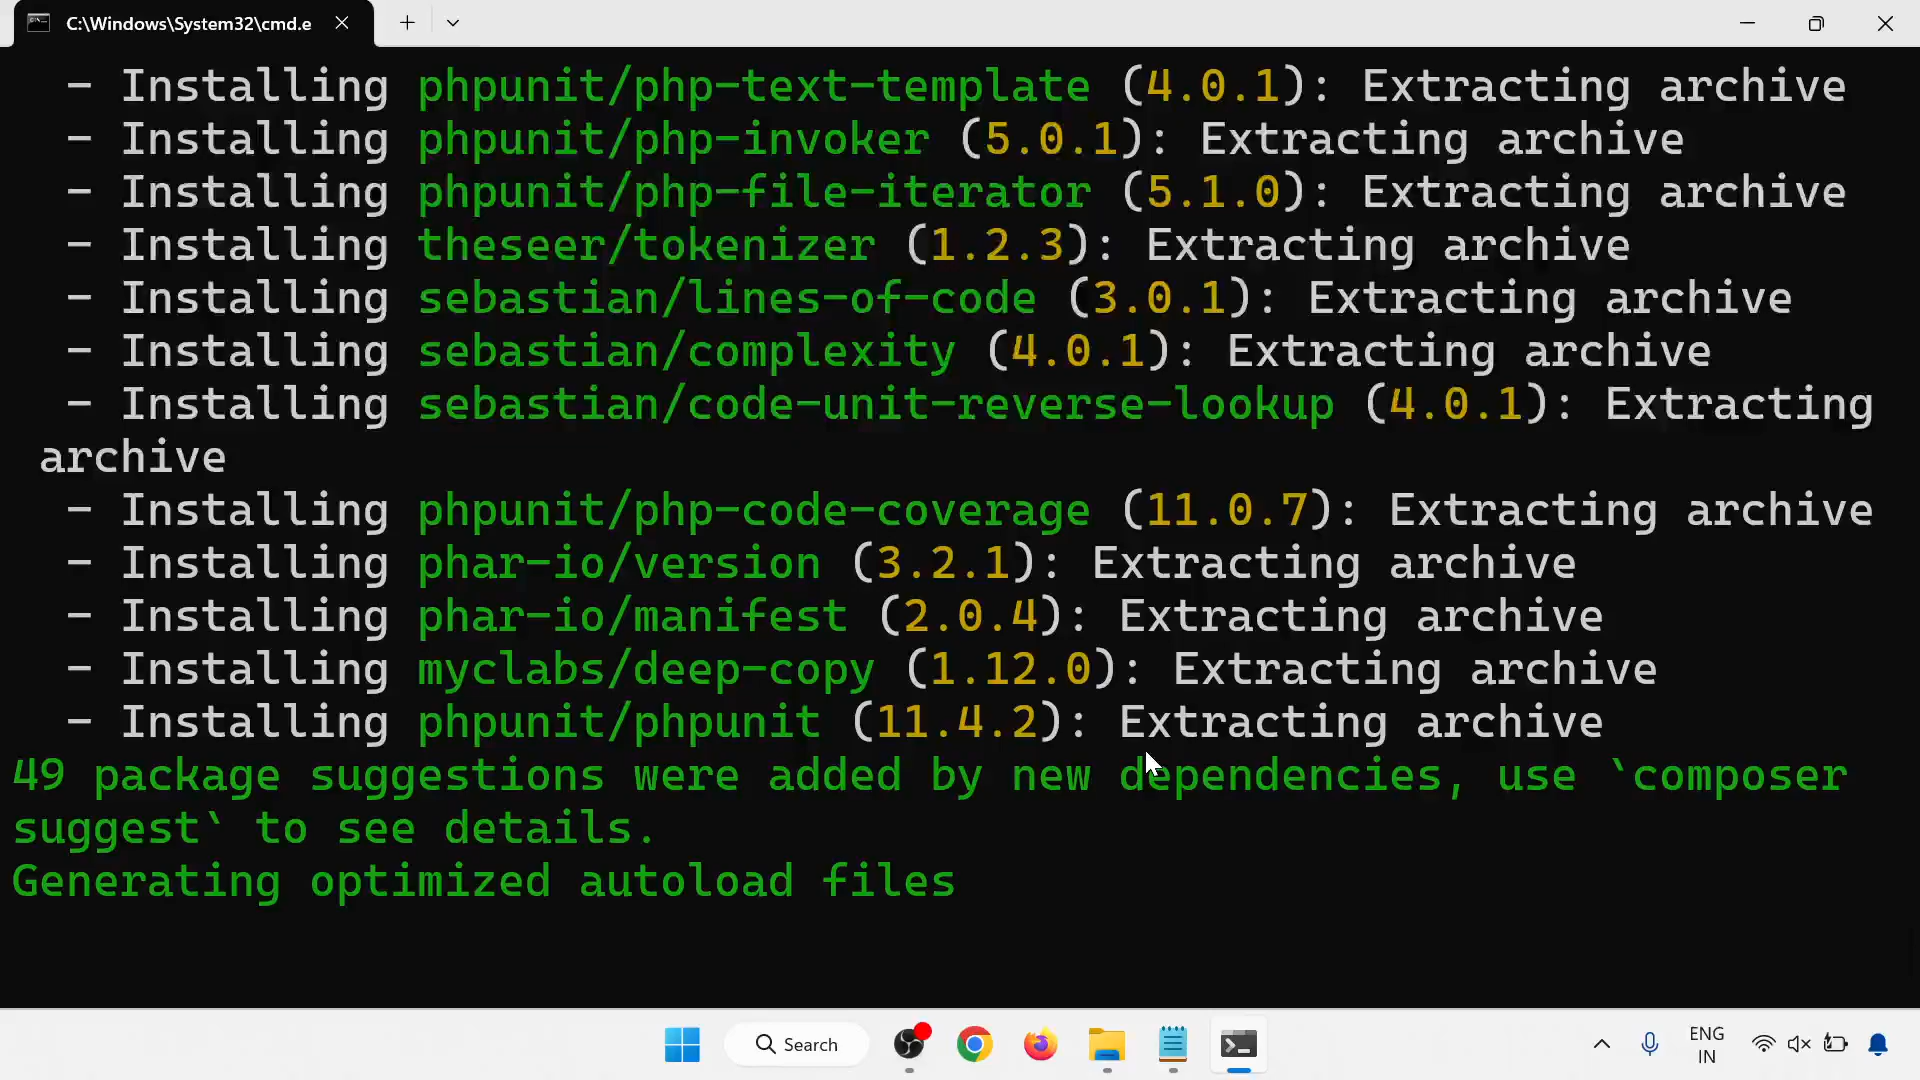 C:\Windows\System32\cmd.e
- Installing phpunit/php-text-template (4.0.1): Extracting archive
- Installing phpunit/php-invoker (5.0.1): Extracting archive
- Installing phpunit/php-file-iterator (5.1.0): Extracting archive
- Installing theseer/tokenizer (1.2.3): Extracting archive
- Installing sebastian/lines-of-code (3.0.1): Extracting archive
- Installing sebastian/complexity (4.0.1): Extracting archive
- Installing sebastian/code-unit-reverse-lookup (4.0.1): Extracting
archive
- Installing phpunit/php-code-coverage (11.0.7): Extracting archive
- Installing phar-io/version (3.2.1): Extracting archive
- Installing phar-io/manifest (2.0.4): Extracting archive
- Installing myclabs/deep-copy (1.12.0): Extracting archive
- Installing phpunit/phpunit (11.4.2): Extracting archive
49 package suggestions were added by new dependencies, use `composer
suggest` to see details.
Generating optimized autoload files
Search
ENG
IN